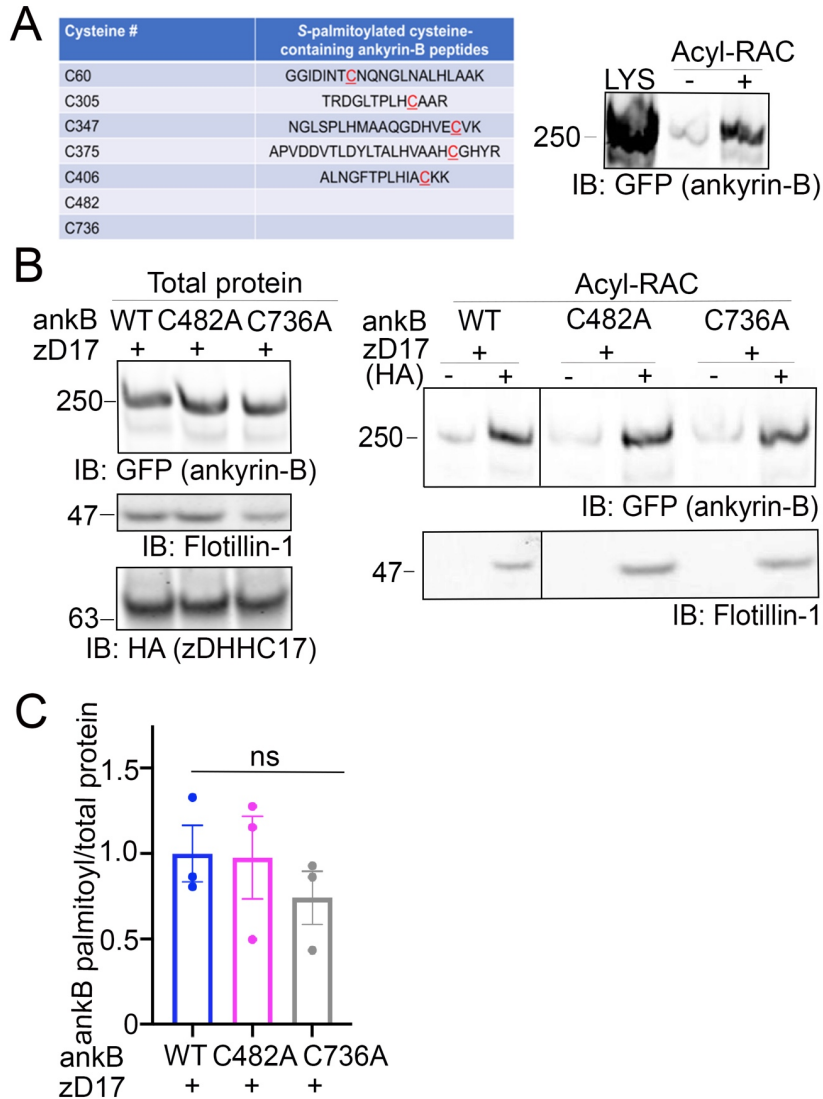 A
Cysteine # S-palmitoylated cysteine-
containing ankyrin-B peptides
C60 GGIDINTCNQNGLNALHLAAK
C305 TRDGLTPLHCAAR
C347 NGLSPLHMAAQGDHVECVK
C375 APVDDVTLDYLTALHVAAHCGHYR
C406 ALNGFTPLHIACKK
C482
C736
Acyl-RAC
LYS - +
250
IB: GFP (ankyrin-B)
B
Total protein
ankB WT C482A C736A
zD17 + + +
250
IB: GFP (ankyrin-B)
47
IB: Flotillin-1
63
IB: HA (zDHHC17)
Acyl-RAC
ankB WT C482A C736A
zD17 + + +
(HA) - + - + - +
250
IB: GFP (ankyrin-B)
47
IB: Flotillin-1
C
ankB palmitoyl/total protein
ns
1.5
1.0
0.5
0
ankB WT C482A C736A
zD17 + + +